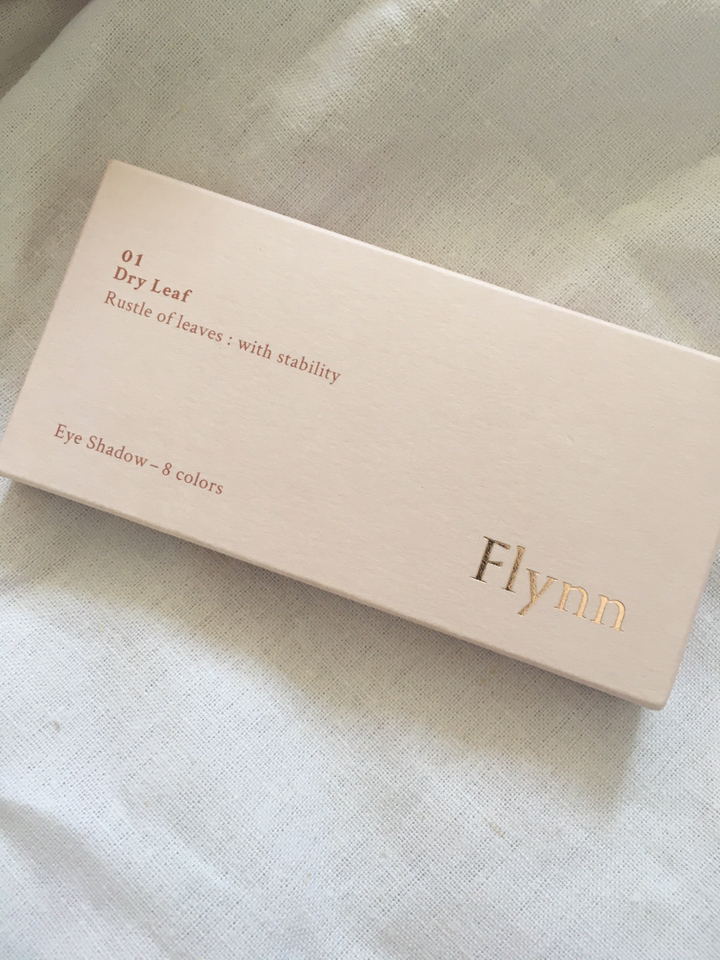 01
Dry Leaf
Rustle of leaves : with stability
Eye Shadow – 8 colors
Flynn